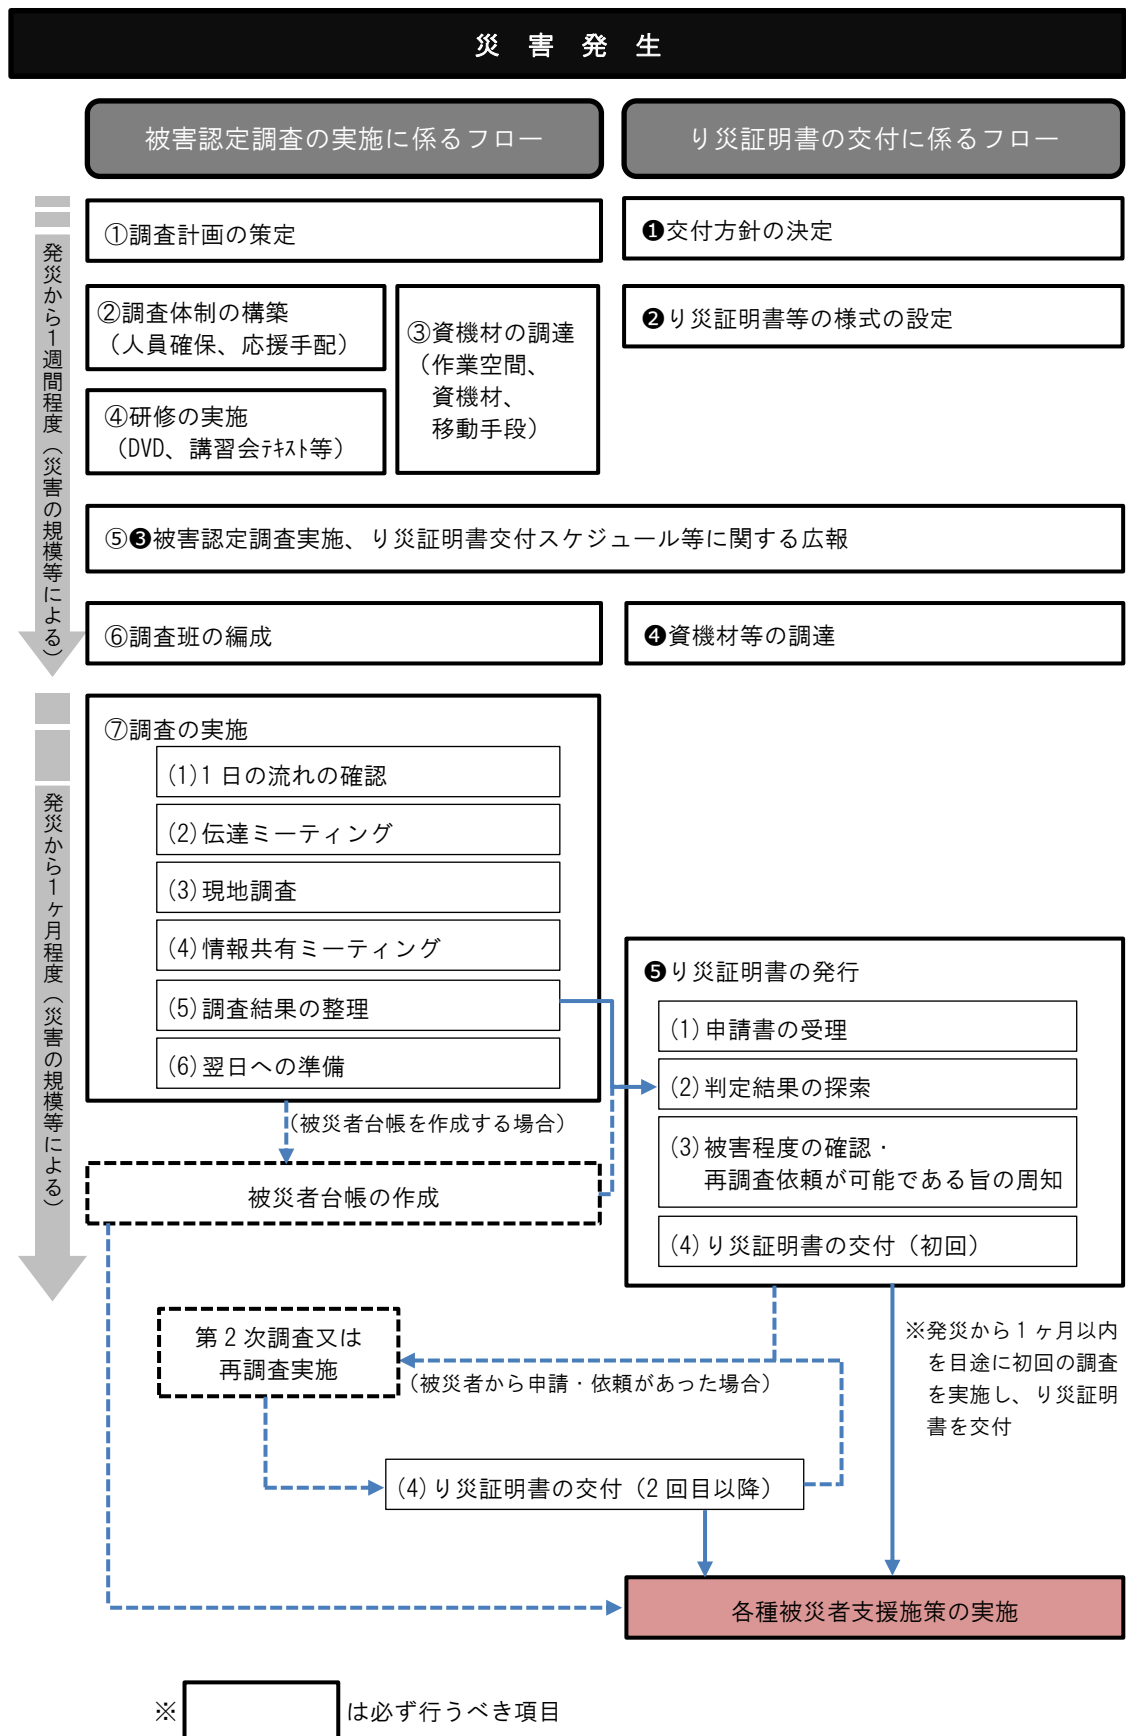 災害発生
被害認定調査の実施に係るフロー
り災証明書の交付に係るフロー
発災から1週間程度（災害の規模等による）
①調査計画の策定
❶交付方針の決定
②調査体制の構築
（人員確保、応援手配）
③資機材の調達
（作業空間、
資機材、
移動手段）
❷り災証明書等の様式の設定
④研修の実施
（DVD、講習会ﾃｷｽﾄ等）
⑤❸被害認定調査実施、り災証明書交付スケジュール等に関する広報
⑥調査班の編成
❹資機材等の調達
発災から1ヶ月程度（災害の規模等による）
⑦調査の実施
(1)1日の流れの確認
(2)伝達ミーティング
(3)現地調査
(4)情報共有ミーティング
(5)調査結果の整理
(6)翌日への準備
❺り災証明書の発行
(1)申請書の受理
(2)判定結果の探索
(3)被害程度の確認・
再調査依頼が可能である旨の周知
(4)り災証明書の交付（初回）
（被災者台帳を作成する場合）
被災者台帳の作成
第2次調査又は
再調査実施
（被災者から申請・依頼があった場合）
※発災から1ヶ月以内
を目途に初回の調査
を実施し、り災証明
書を交付
(4)り災証明書の交付（2回目以降）
各種被災者支援施策の実施
※ は必ず行うべき項目